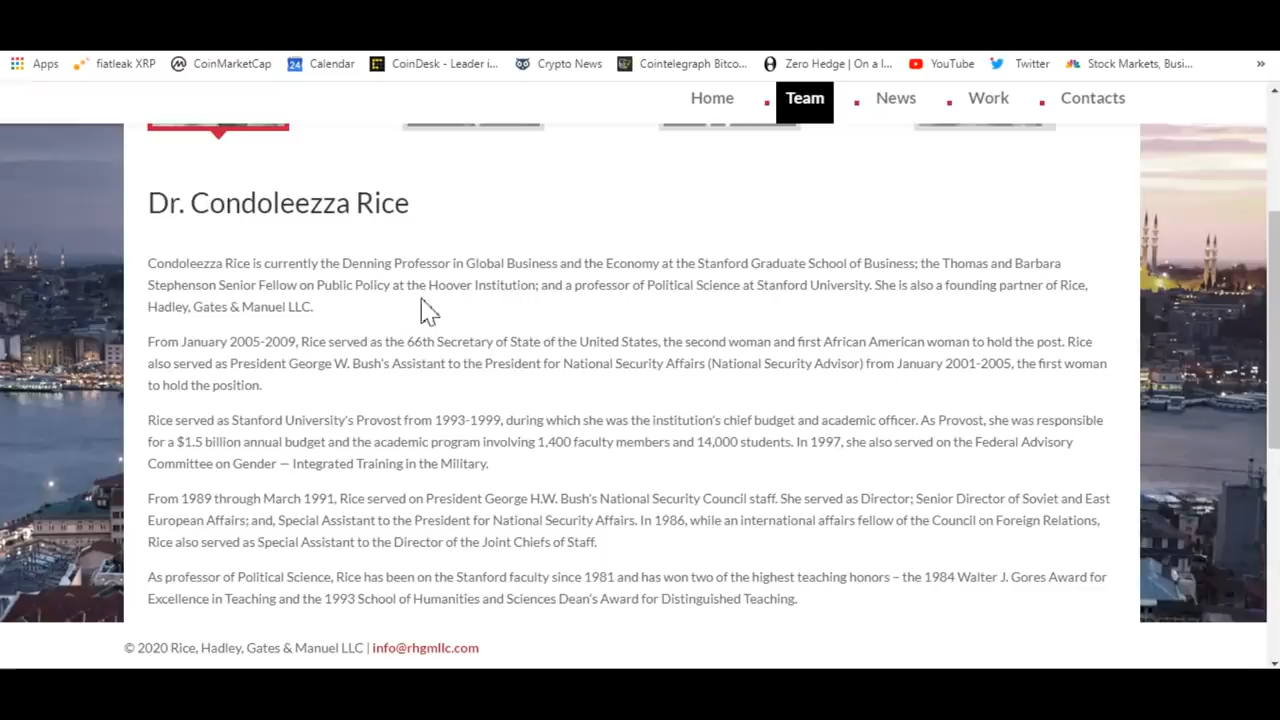 Apps fiatleak XRP CoinMarketCap Calendar CoinDesk - Leader i... Crypto News Cointelegraph Bitco... Zero Hedge | On a l... YouTube Twitter Stock Markets, Busi... »
Home Team News Work Contacts
Dr. Condoleezza Rice
Condoleezza Rice is currently the Denning Professor in Global Business and the Economy at the Stanford Graduate School of Business; the Thomas and Barbara
Stephenson Senior Fellow on Public Policy at the Hoover Institution; and a professor of Political Science at Stanford University. She is also a founding partner of Rice,
Hadley, Gates & Manuel LLC.
From January 2005-2009, Rice served as the 66th Secretary of State of the United States, the second woman and first African American woman to hold the post. Rice
also served as President George W. Bush's Assistant to the President for National Security Affairs (National Security Advisor) from January 2001-2005, the first woman
to hold the position.
Rice served as Stanford University's Provost from 1993-1999, during which she was the institution's chief budget and academic officer. As Provost, she was responsible
for a $1.5 billion annual budget and the academic program involving 1,400 faculty members and 14,000 students. In 1997, she also served on the Federal Advisory
Committee on Gender — Integrated Training in the Military.
From 1989 through March 1991, Rice served on President George H.W. Bush's National Security Council staff. She served as Director; Senior Director of Soviet and East
European Affairs; and, Special Assistant to the President for National Security Affairs. In 1986, while an international affairs fellow of the Council on Foreign Relations,
Rice also served as Special Assistant to the Director of the Joint Chiefs of Staff.
As professor of Political Science, Rice has been on the Stanford faculty since 1981 and has won two of the highest teaching honors – the 1984 Walter J. Gores Award for
Excellence in Teaching and the 1993 School of Humanities and Sciences Dean's Award for Distinguished Teaching.
© 2020 Rice, Hadley, Gates & Manuel LLC | info@rhgmllc.com